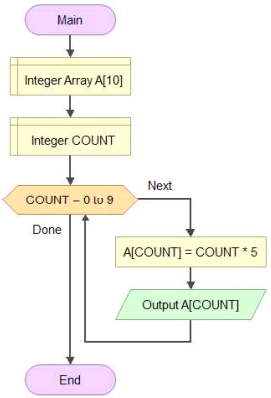 Main
Integer Array A[10]
Integer COUNT
COUNT = 0 to 9
Next
Done
A[COUNT] = COUNT * 5
Output A[COUNT]
End